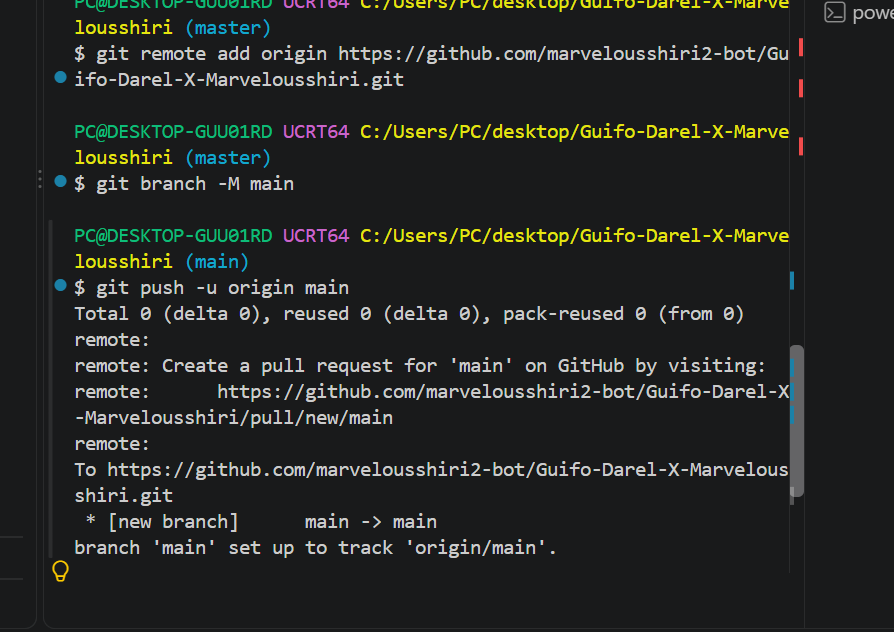 PC@DESKTOP-GUU01RD UCRT64 C:/Users/PC/desktop/Guifo-Darel-X-Marve
lousshiri (master)
$ git remote add origin https://github.com/marvelousshiri2-bot/Gu
ifo-Darel-X-Marvelousshiri.git
PC@DESKTOP-GUU01RD UCRT64 C:/Users/PC/desktop/Guifo-Darel-X-Marve
lousshiri (master)
$ git branch -M main
PC@DESKTOP-GUU01RD UCRT64 C:/Users/PC/desktop/Guifo-Darel-X-Marve
lousshiri (main)
$ git push -u origin main
Total 0 (delta 0), reused 0 (delta 0), pack-reused 0 (from 0)
remote:
remote: Create a pull request for 'main' on GitHub by visiting:
remote:      https://github.com/marvelousshiri2-bot/Guifo-Darel-X
-Marvelousshiri/pull/new/main
remote:
To https://github.com/marvelousshiri2-bot/Guifo-Darel-X-Marvelous
shiri.git
 * [new branch]      main -> main
branch 'main' set up to track 'origin/main'.
powe